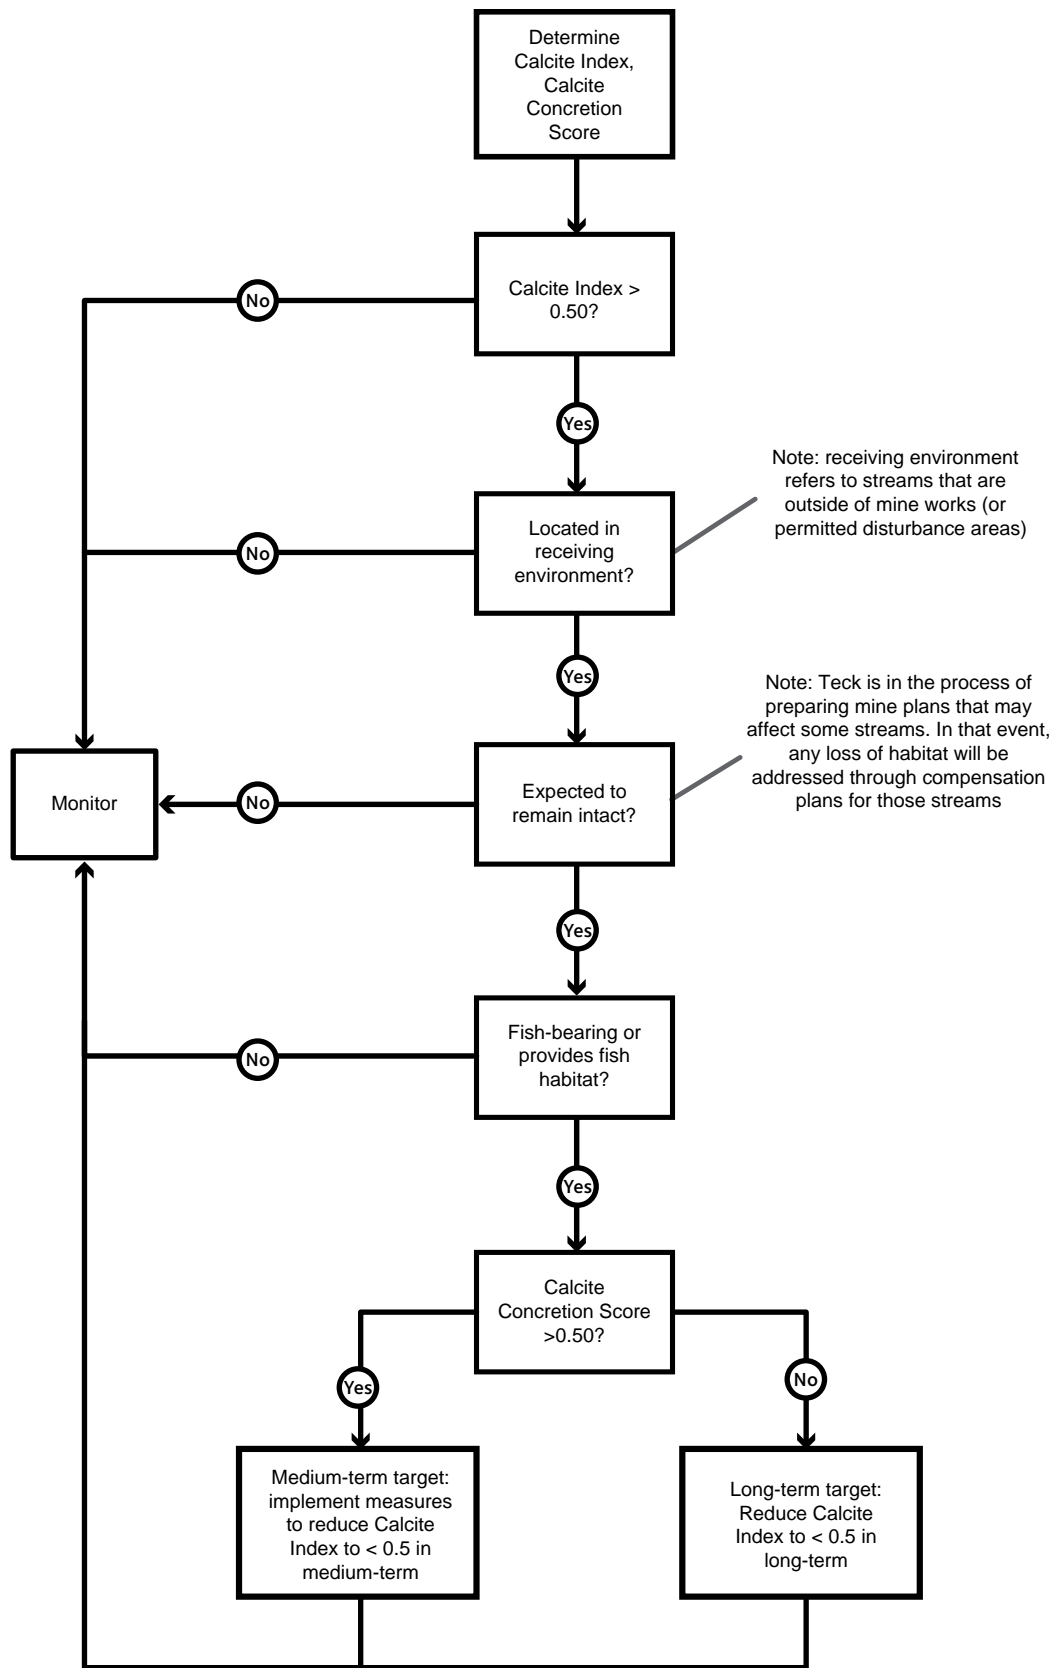 Determine
Calcite Index,
Calcite
Concretion
Score
Calcite Index >
0.50?
No
Yes
Located in
receiving
environment?
Note: receiving environment
refers to streams that are
outside of mine works (or
permitted disturbance areas)
No
Yes
Expected to
remain intact?
Note: Teck is in the process of
preparing mine plans that may
affect some streams. In that event,
any loss of habitat will be
addressed through compensation
plans for those streams
No
Monitor
Yes
Fish-bearing or
provides fish
habitat?
No
Yes
Calcite
Concretion Score
>0.50?
Yes
No
Medium-term target:
implement measures
to reduce Calcite
Index to < 0.5 in
medium-term
Long-term target:
Reduce Calcite
Index to < 0.5 in
long-term